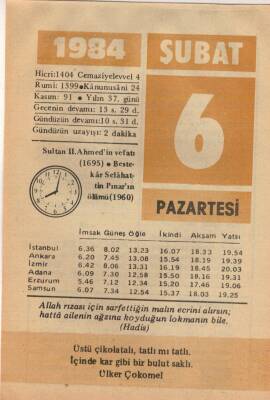 1984
ŞUBAT
Hicri:1404 Cemaziyelevvel 4
Rumi: 1399●Kânunusâni 24
Kasım: 91 • Yılın 37. günü
Gecenin devamı: 13 s. 29 d.
Gündüzün devamı:10 s. 31 d.
Gündüzün uzayışı: 2 dakika
6
Sultan II.Ahmed'in vefatı
(1695) • Beste-
kâr Selâhat-
tin Pınar'ın
ölümü(1960)
PAZARTESİ
İmsak Güneş Öğle İkindi Akşam Yatsı
İstanbul 6.36 8.02 13.23 16.07 18.33 19.54
Ankara 6.20 7.45 13.08 15.54 18.19 19.39
İzmir 6.42 8.06 13.31 16.19 18.45 20.03
Adana 6.09 7.30 12.58 15.50 18.16 19.31
Erzurum 5.46 7.12 12.34 15.20 17.46 19.06
Samsun 6.07 7.34 12.54 15.37 18.03 19.25
Allah rızası için sarfettiğin malın ecrini alırsın;
hattâ ailenin ağzına koyduğun lokmanın bile.
(Hadis)
Üstü çikolatalı, tatlı mı tatlı.
İçinde kar gibi bir bulut saklı.
Ülker Çokomel